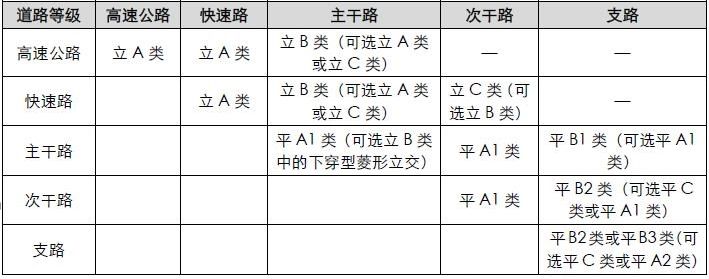 道路等级 高速公路 快速路 主干路 次干路 支路
高速公路 立 A 类 立 A 类 立 B 类（可选立 A 类
或立 C 类） — —
快速路 立 A 类 立 B 类（可选立 A 类
或立 C 类） 立 C 类（可
选立 B 类） —
主干路 平 A1 类（可选立 B 类
中的下穿型菱形立交） 平 A1 类 平 B1 类（可选平 A1
类）
次干路 平 A1 类 平 B2 类（可选平 C
类或平 A1 类）
支路 平 B2 类或平 B3 类（可
选平 C 类或平 A2 类）